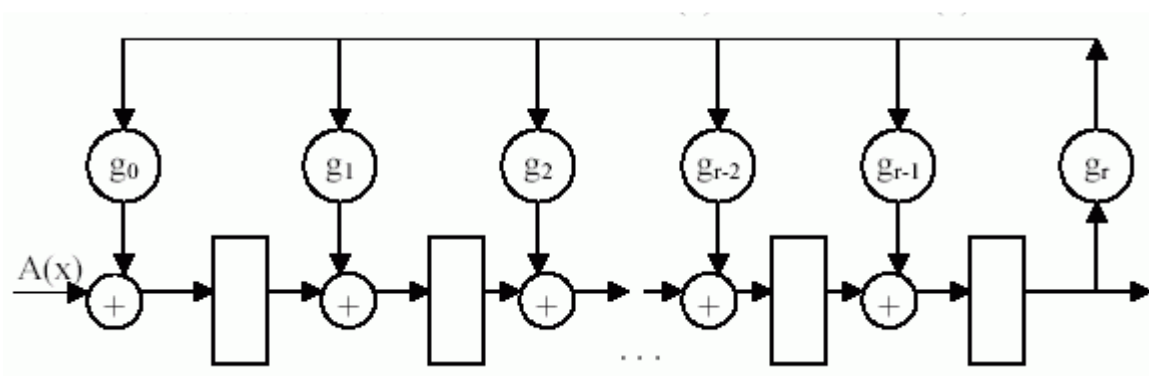 g₀ g₁ g₂ gᵣ₋₂ gᵣ₋₁ gᵣ
A(x)
+ + + + +
. . .